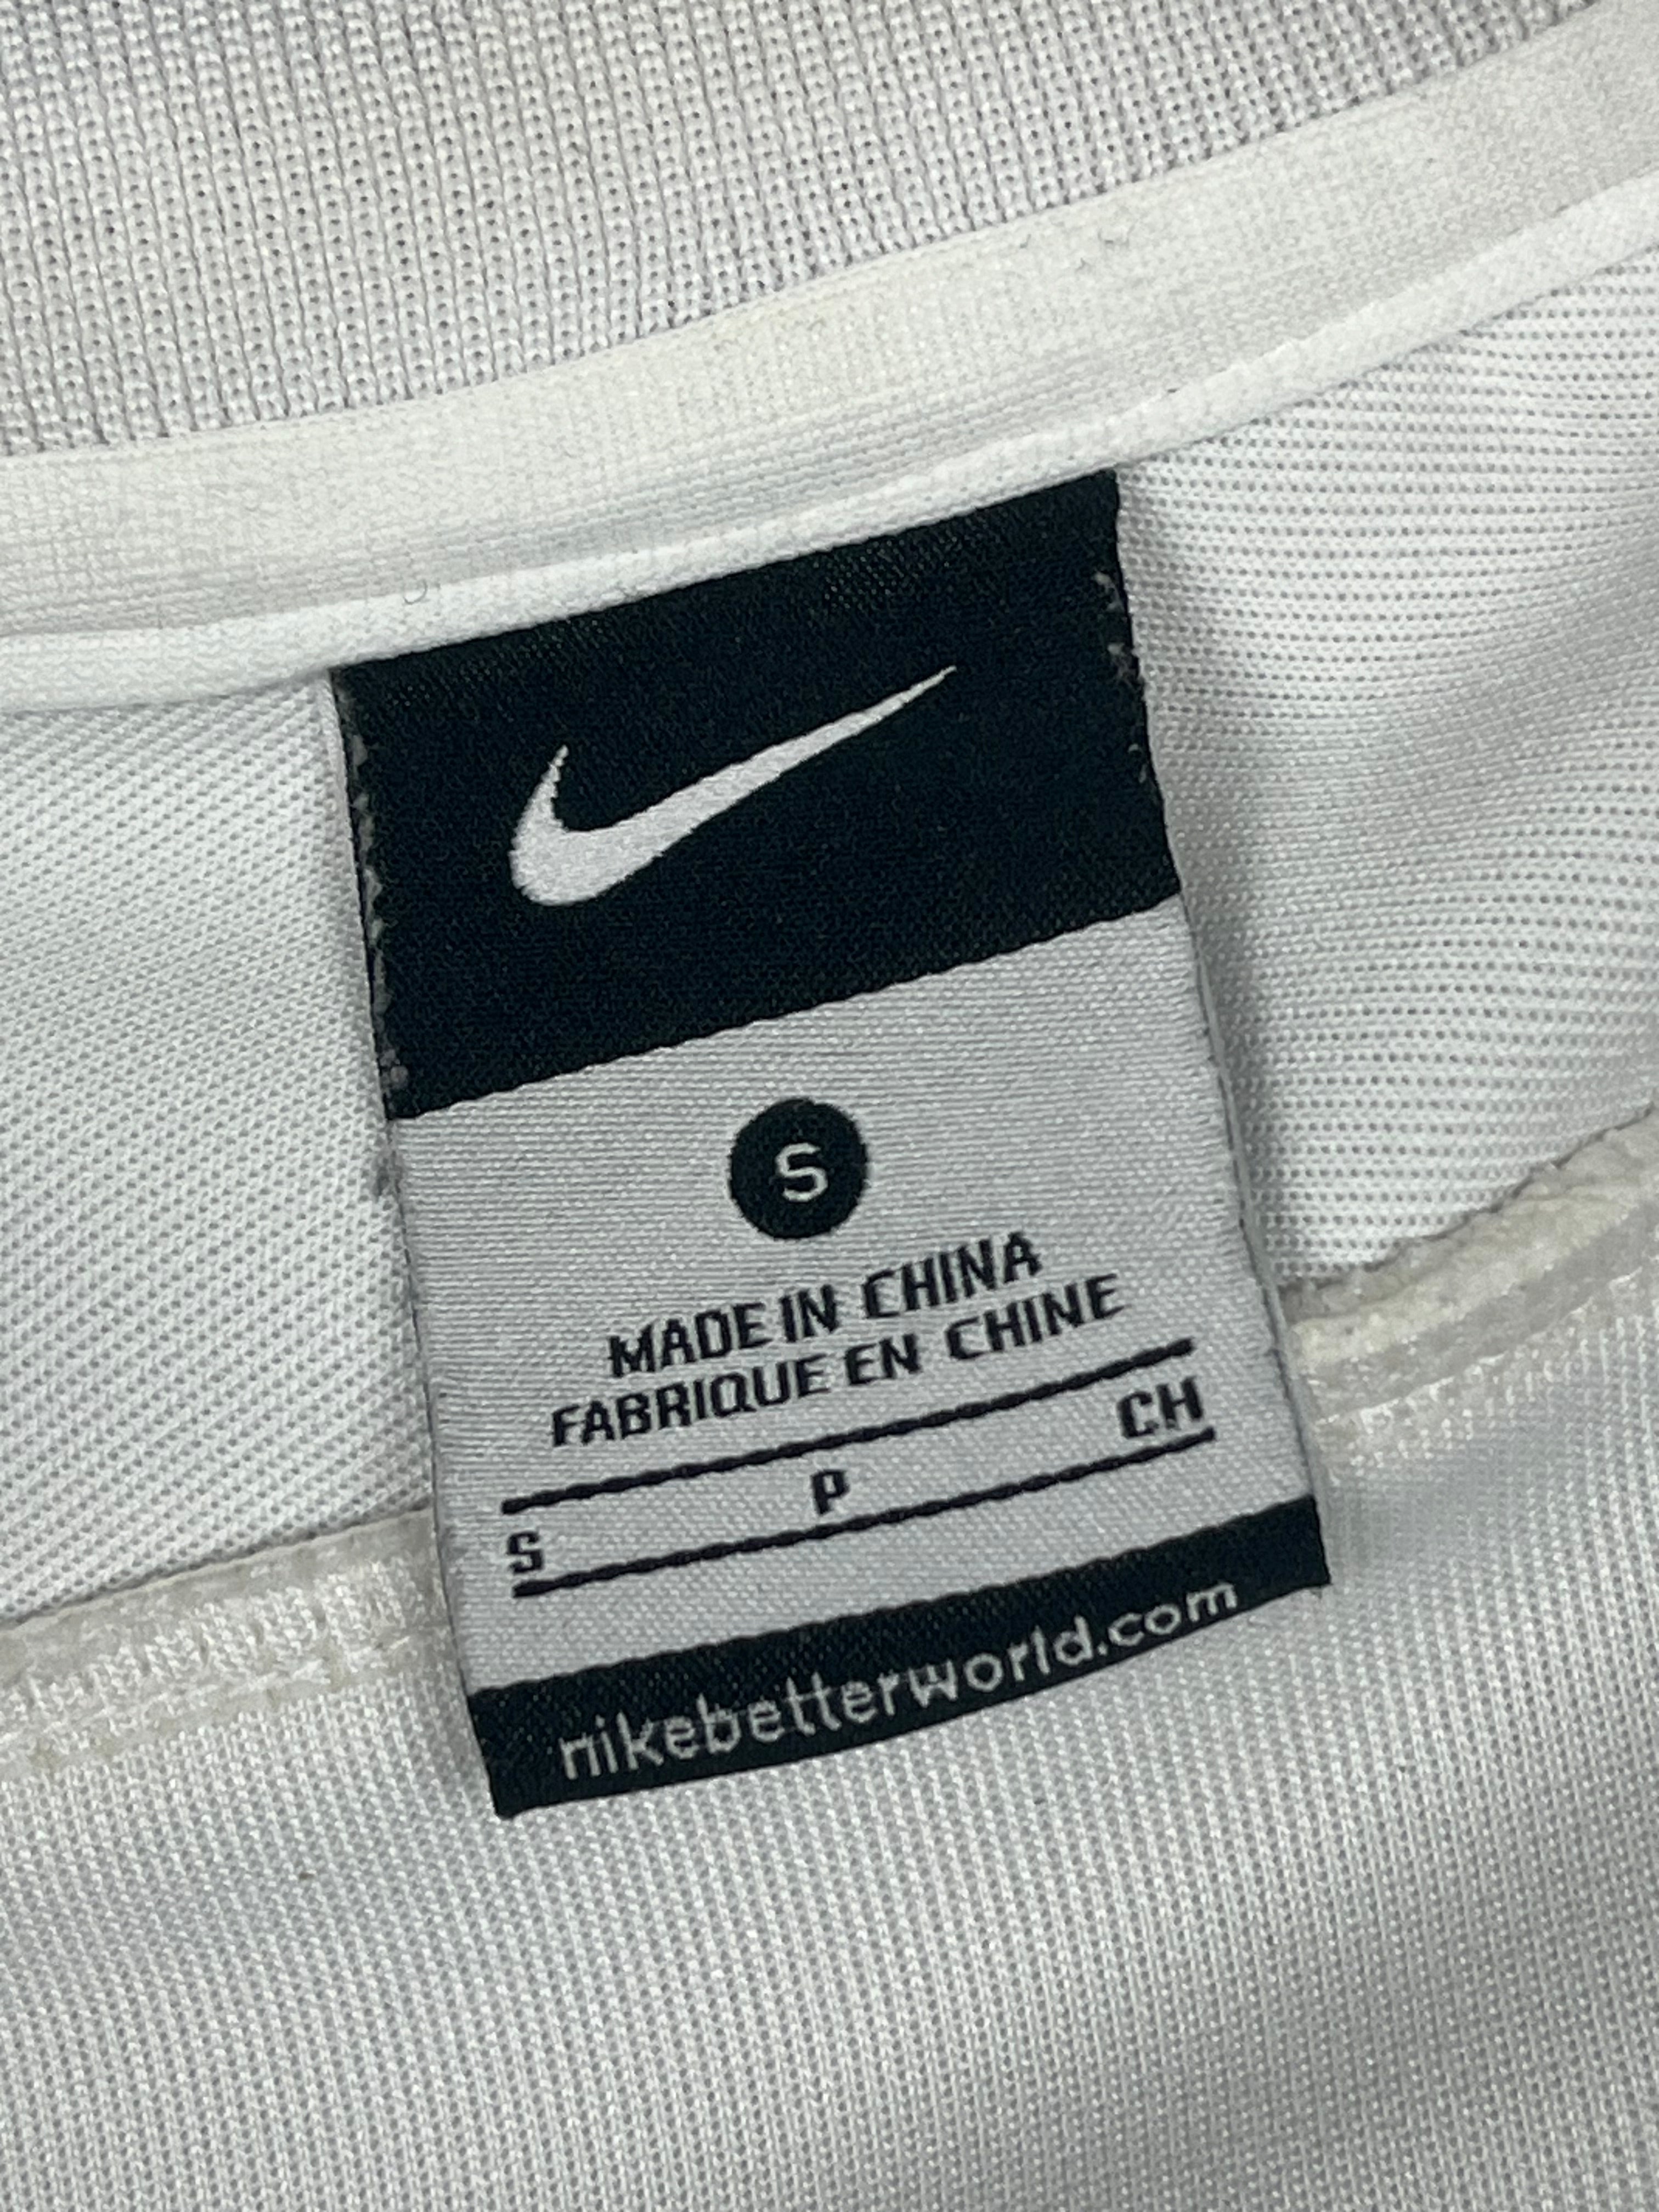 S
MADE IN CHINA
FABRIQUE EN CHINE
S P CH
nikebetterworld.com